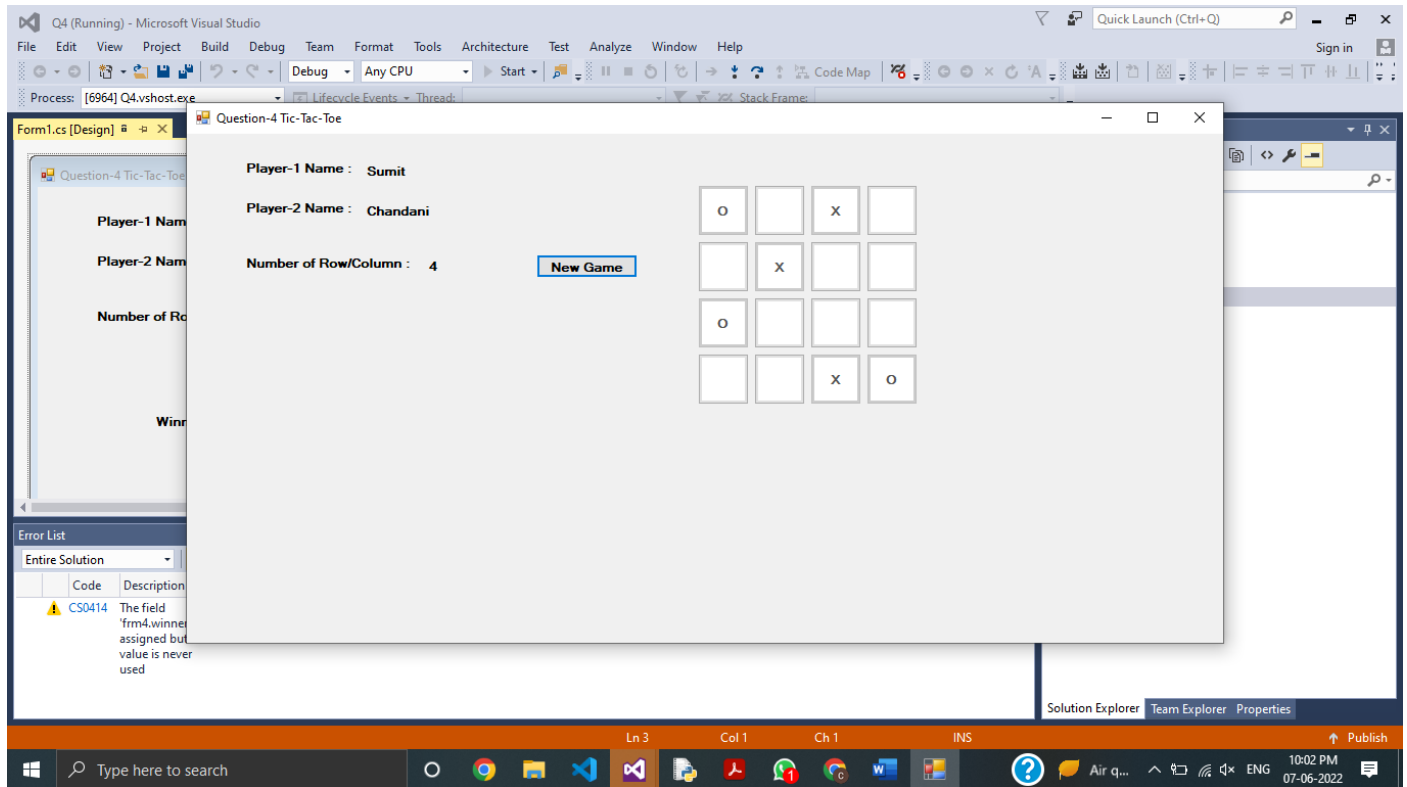 Q4 (Running) - Microsoft Visual Studio
Quick Launch (Ctrl+Q)
File Edit View Project Build Debug Team Format Tools Architecture Test Analyze Window Help
Sign in
Debug Any CPU Start Code Map
Process: [6964] Q4.vshost.exe Lifecycle Events Thread: Stack Frame:
Form1.cs [Design]
Question-4 Tic-Tac-Toe
Player-1 Name : Sumit
Player-2 Name : Chandani
Number of Row/Column : 4
New Game
O X
X
O
X O
Question-4 Tic-Tac-Toe
Player-1 Nam
Player-2 Nam
Number of Ro
Winn
Error List
Entire Solution
Code Description
CS0414 The field
'frm4.winner
assigned but
value is never
used
Solution Explorer Team Explorer Properties
Ln 3 Col 1 Ch 1 INS
Publish
Type here to search
Air q... ENG
10:02 PM
07-06-2022